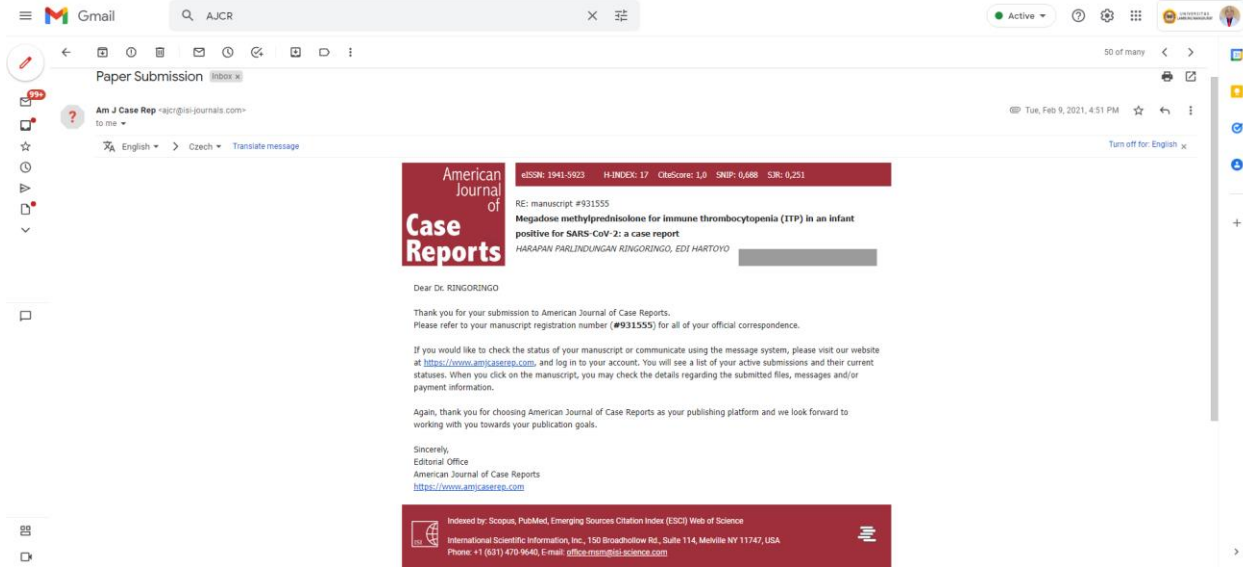 Gmail
AJCR
Active
UNIVERSITAS
LAMBUNG MANGKURAT
50 of many
Paper Submission Inbox x
99+
?
Am J Case Rep <ajcr@isi-journals.com>
Tue, Feb 9, 2021, 4:51 PM
to me
English > Czech Translate message
Turn off for: English x
American
Journal
of
Case
Reports
eISSN: 1941-5923 H-INDEX: 17 CiteScore: 1,0 SNIP: 0,688 SJR: 0,251
RE: manuscript #931555
Megadose methylprednisolone for immune thrombocytopenia (ITP) in an infant
positive for SARS-CoV-2: a case report
HARAPAN PARLINDUNGAN RINGORINGO, EDI HARTOYO
Dear Dr. RINGORINGO
Thank you for your submission to American Journal of Case Reports.
Please refer to your manuscript registration number (#931555) for all of your official correspondence.
If you would like to check the status of your manuscript or communicate using the message system, please visit our website
at https://www.amjcaserep.com, and log in to your account. You will see a list of your active submissions and their current
statuses. When you click on the manuscript, you may check the details regarding the submitted files, messages and/or
payment information.
Again, thank you for choosing American Journal of Case Reports as your publishing platform and we look forward to
working with you towards your publication goals.
Sincerely,
Editorial Office
American Journal of Case Reports
https://www.amjcaserep.com
ISI
Indexed by: Scopus, PubMed, Emerging Sources Citation Index (ESCI) Web of Science
International Scientific Information, Inc., 150 Broadhollow Rd., Suite 114, Melville NY 11747, USA
Phone: +1 (631) 470-9640, E-mail: office-msm@isi-science.com